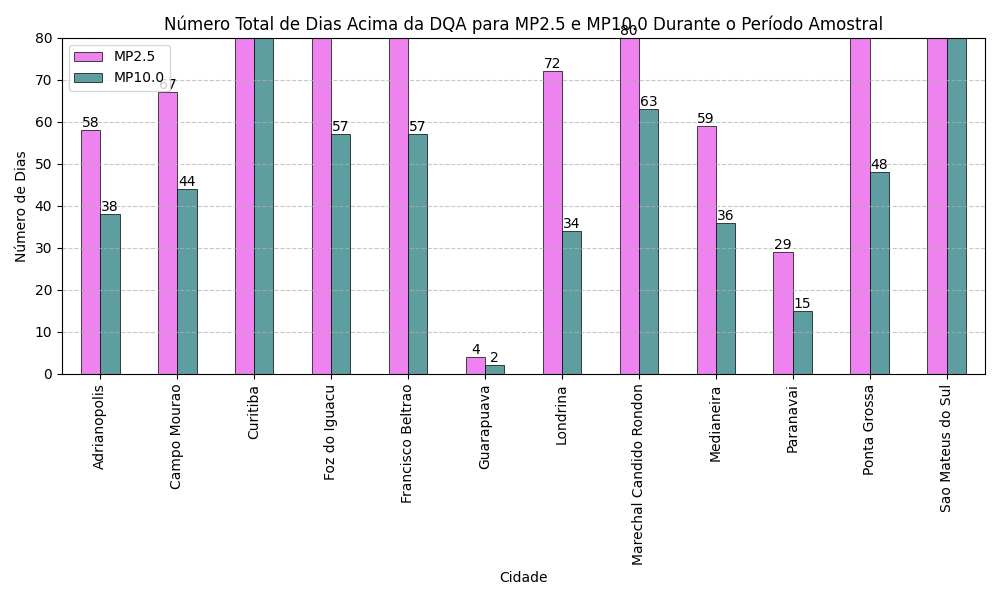 Número Total de Dias Acima da DQA para MP2.5 e MP10.0 Durante o Período Amostral
MP2.5
MP10.0
Número de Dias
80
70
60
50
40
30
20
10
0
58
38
67
44
57
57
4
2
72
34
80
63
59
36
29
15
48
Adrianopolis
Campo Mourao
Curitiba
Foz do Iguacu
Francisco Beltrao
Guarapuava
Londrina
Marechal Candido Rondon
Medianeira
Paranavai
Ponta Grossa
Sao Mateus do Sul
Cidade